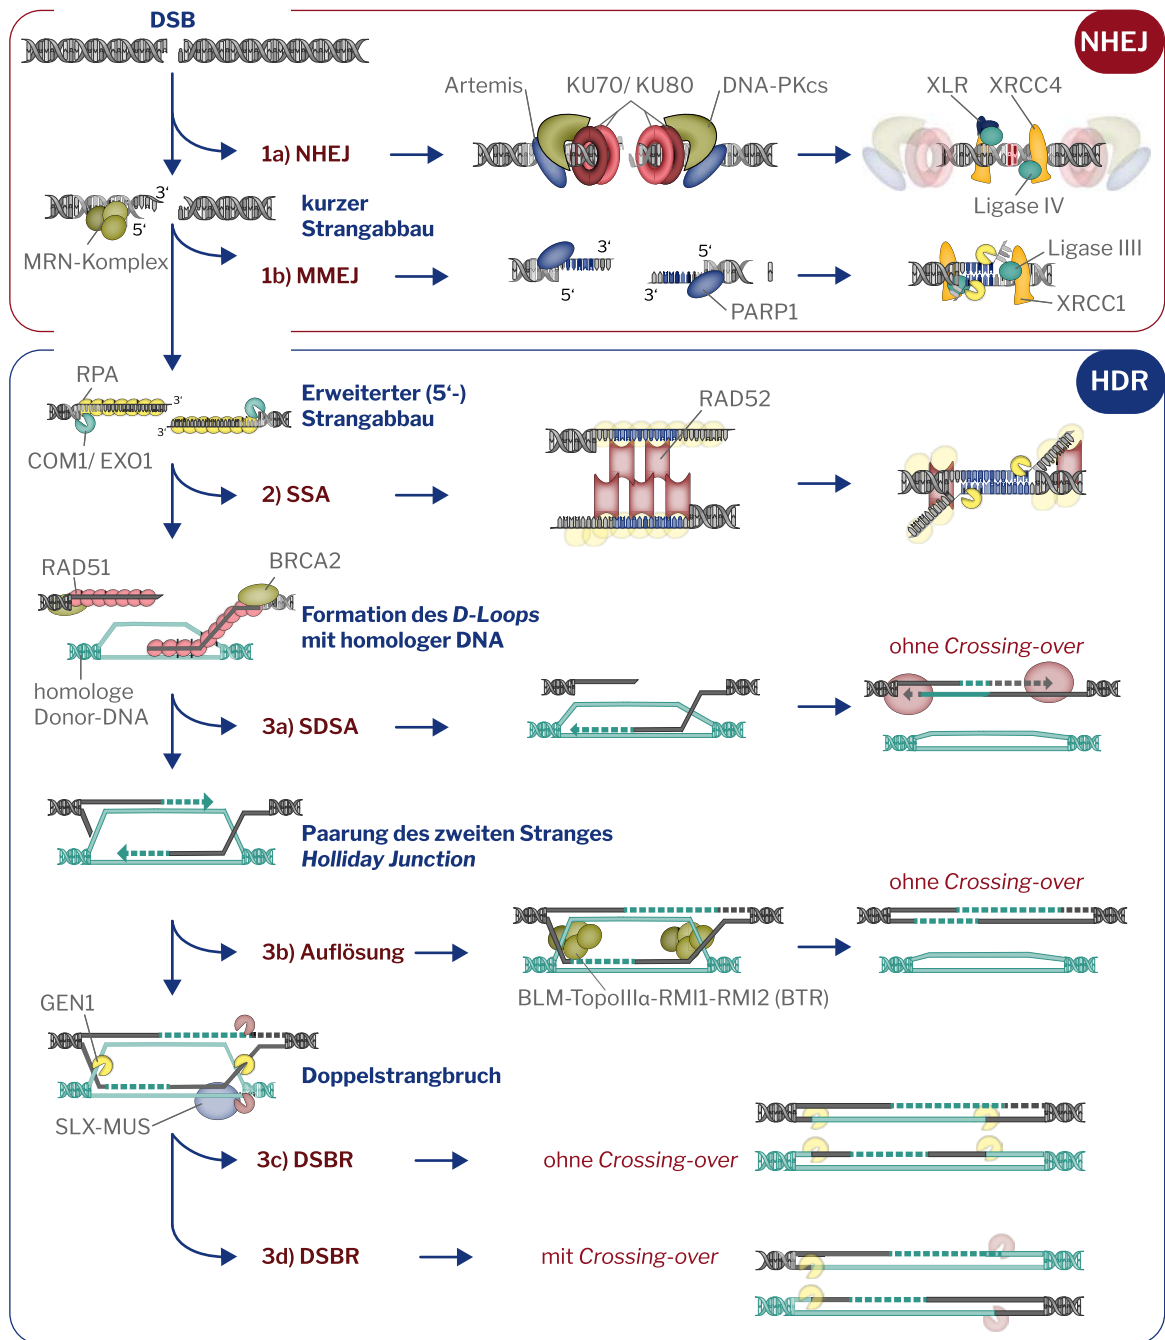 DSB
NHEJ
Artemis
KU70/ KU80
DNA-PKcs
XLR
XRCC4
1a) NHEJ
Ligase IV
3‘
5‘
MRN-Komplex
kurzer
Strangabbau
1b) MMEJ
3‘
5‘
5‘
3‘
PARP1
Ligase IIII
XRCC1
HDR
RPA
3‘
3‘
COM1/ EXO1
Erweiterter (5‘-)
Strangabbau
RAD52
2) SSA
RAD51
BRCA2
Formation des D-Loops
mit homologer DNA
homologe
Donor-DNA
ohne Crossing-over
3a) SDSA
Paarung des zweiten Stranges
Holliday Junction
ohne Crossing-over
3b) Auflösung
BLM-TopoIIIα-RMI1-RMI2 (BTR)
GEN1
Doppelstrangbruch
SLX-MUS
3c) DSBR
ohne Crossing-over
3d) DSBR
mit Crossing-over